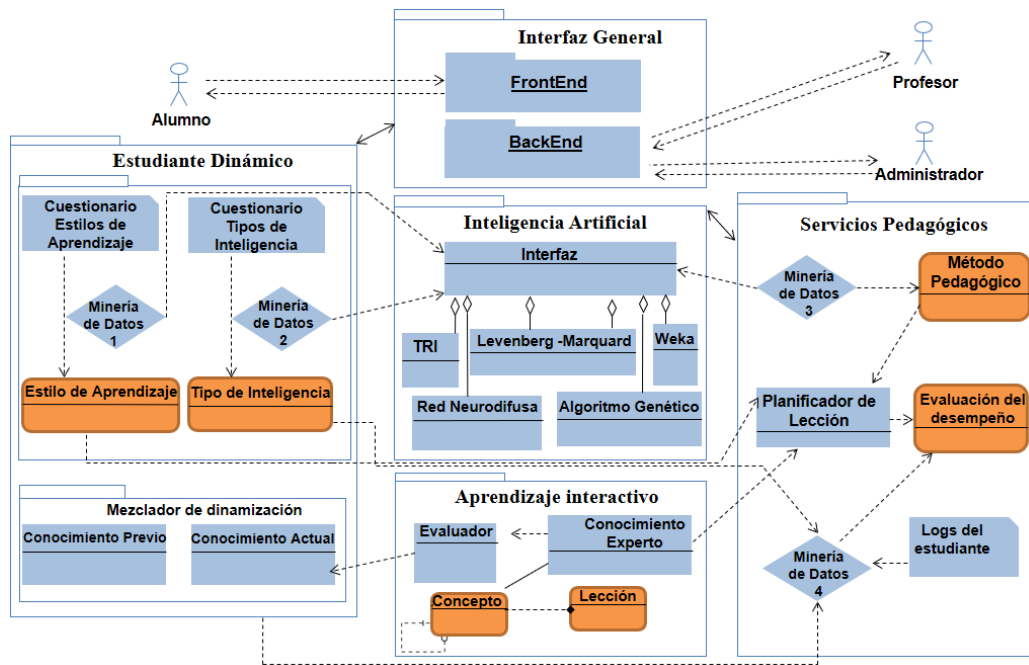 Interfaz General
FrontEnd
BackEnd
Alumno
Profesor
Administrador
Estudiante Dinámico
Cuestionario
Estilos de
Aprendizaje
Cuestionario
Tipos de
Inteligencia
Minería
de Datos
1
Minería
de Datos
2
Estilo de Aprendizaje
Tipo de Inteligencia
Mezclador de dinamización
Conocimiento Previo
Conocimiento Actual
Inteligencia Artificial
Interfaz
TRI
Levenberg -Marquard
Weka
Red Neurodifusa
Algoritmo Genético
Aprendizaje interactivo
Evaluador
Conocimiento
Experto
Concepto
Lección
Servicios Pedagógicos
Minería
de Datos
3
Método
Pedagógico
Planificador de
Lección
Evaluación del
desempeño
Minería
de Datos
4
Logs del
estudiante